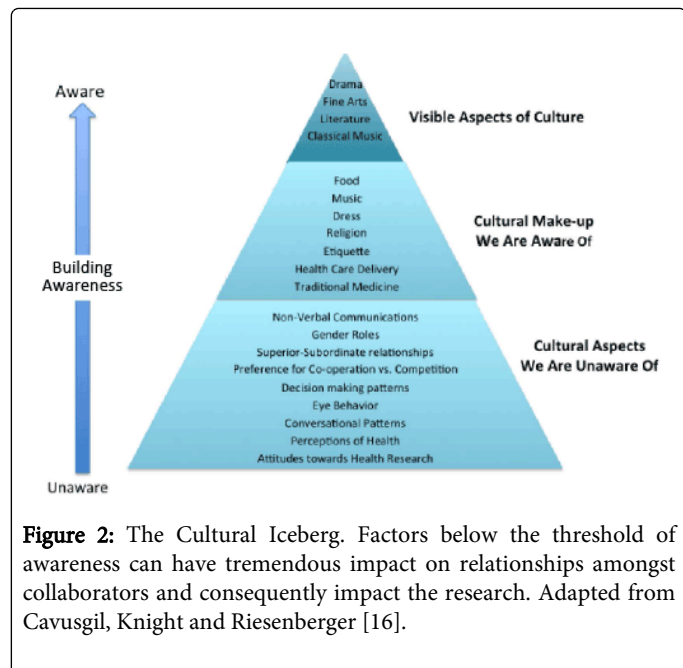 Aware
Building
Awareness
Unaware
Drama
Fine Arts
Literature
Classical Music
Visible Aspects of Culture
Food
Music
Dress
Religion
Etiquette
Health Care Delivery
Traditional Medicine
Cultural Make-up
We Are Aware Of
Non-Verbal Communications
Gender Roles
Superior-Subordinate relationships
Preference for Co-operation vs. Competition
Decision making patterns
Eye Behavior
Conversational Patterns
Perceptions of Health
Attitudes towards Health Research
Cultural Aspects
We Are Unaware Of
Figure 2: The Cultural Iceberg. Factors below the threshold of
awareness can have tremendous impact on relationships amongst
collaborators and consequently impact the research. Adapted from
Cavusgil, Knight and Riesenberger [16].